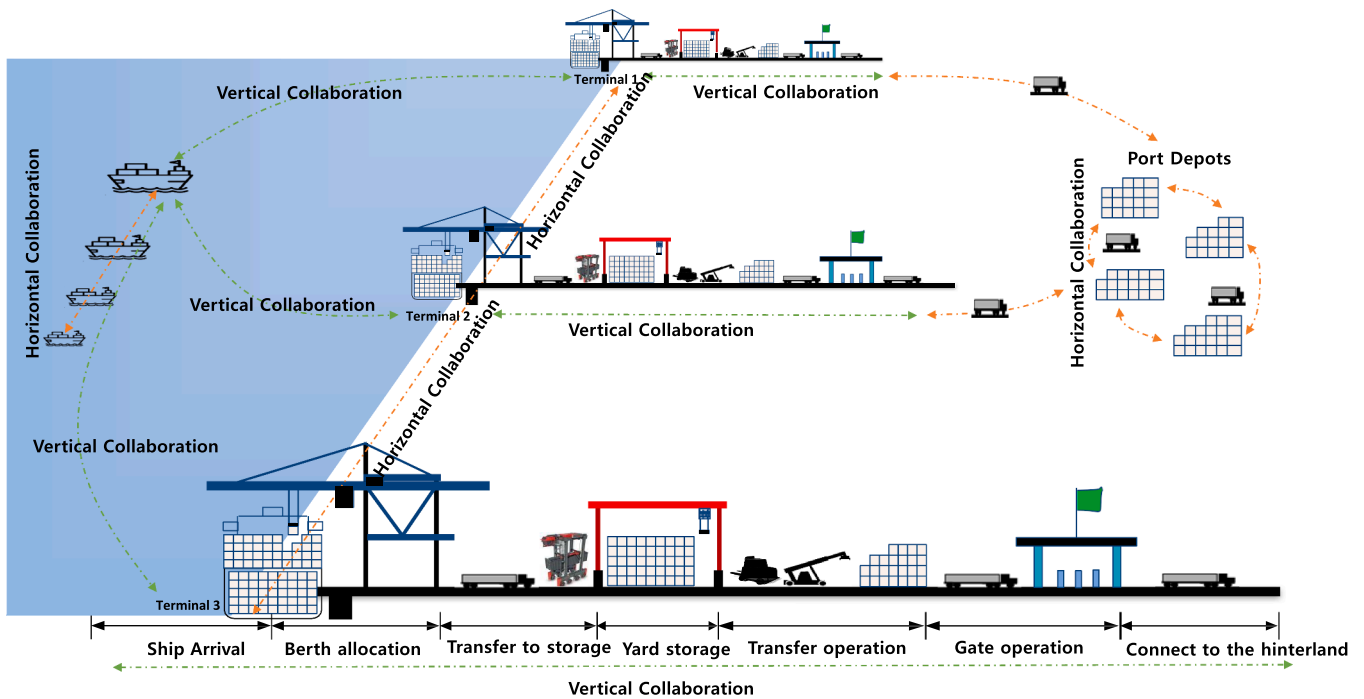 Terminal 1
Vertical Collaboration
Vertical Collaboration
Horizontal Collaboration
Horizontal Collaboration
Port Depots
Horizontal Collaboration
Vertical Collaboration
Terminal 2
Vertical Collaboration
Horizontal Collaboration
Vertical Collaboration
Terminal 3
Ship Arrival
Berth allocation
Transfer to storage
Yard storage
Transfer operation
Gate operation
Connect to the hinterland
Vertical Collaboration